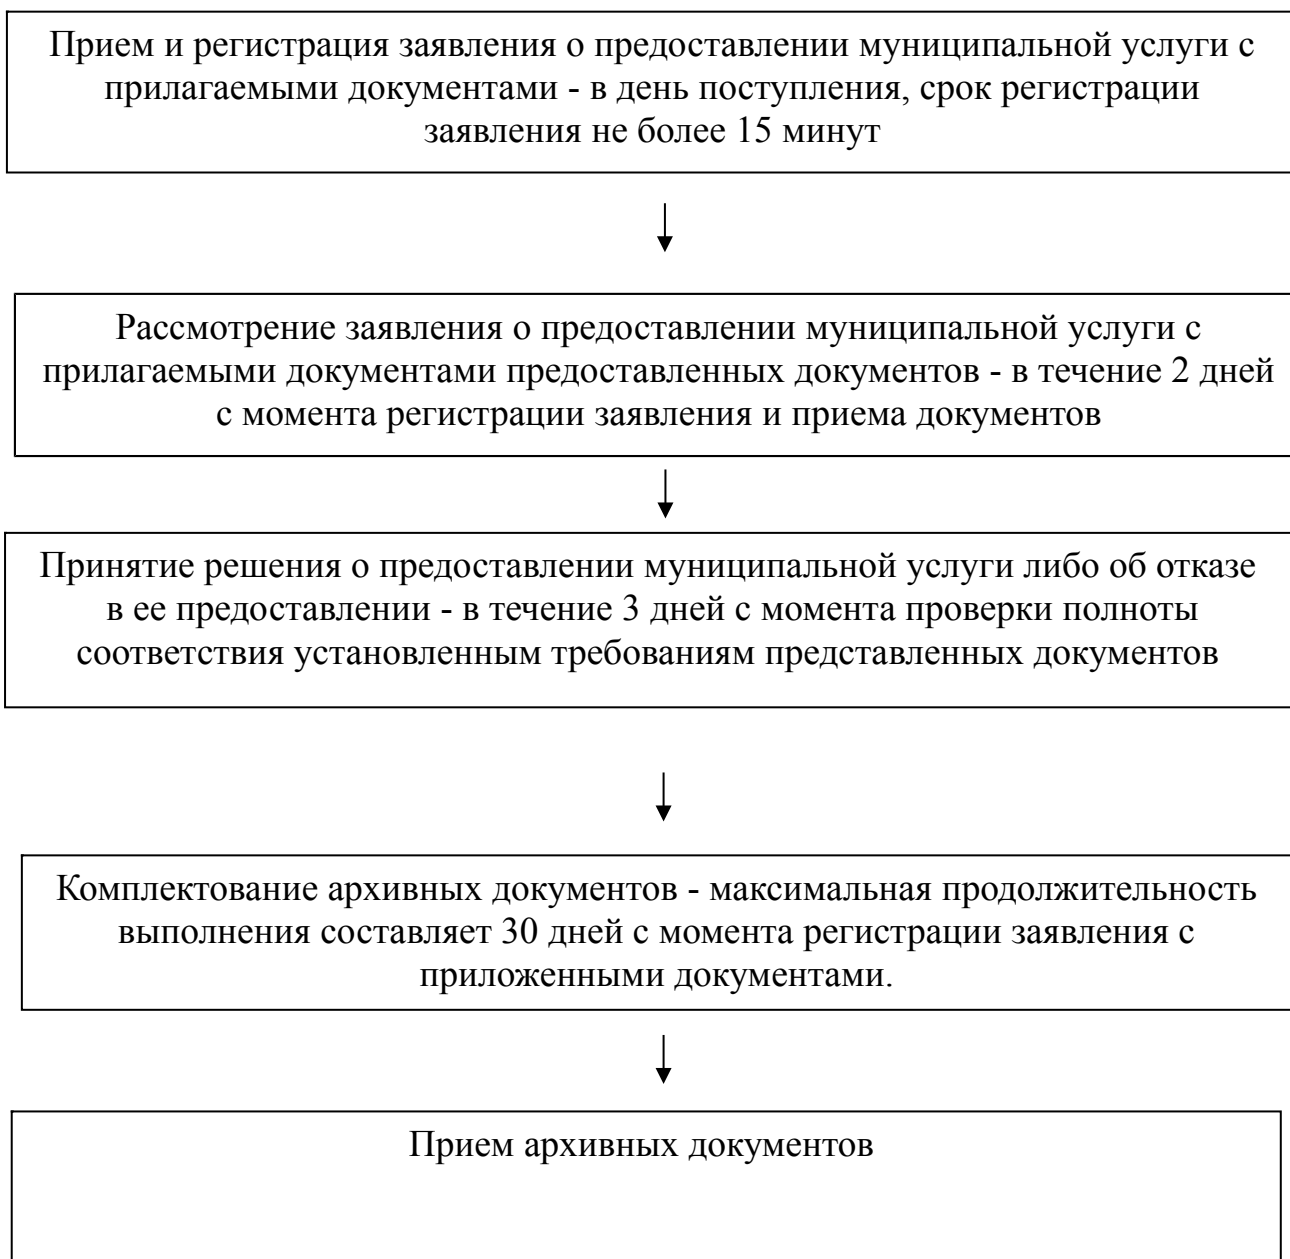 Прием и регистрация заявления о предоставлении муниципальной услуги с
прилагаемыми документами - в день поступления, срок регистрации
заявления не более 15 минут
Рассмотрение заявления о предоставлении муниципальной услуги с
прилагаемыми документами предоставленных документов - в течение 2 дней
с момента регистрации заявления и приема документов
Принятие решения о предоставлении муниципальной услуги либо об отказе
в ее предоставлении - в течение 3 дней с момента проверки полноты
соответствия установленным требованиям представленных документов
Комплектование архивных документов - максимальная продолжительность
выполнения составляет 30 дней с момента регистрации заявления с
приложенными документами.
Прием архивных документов